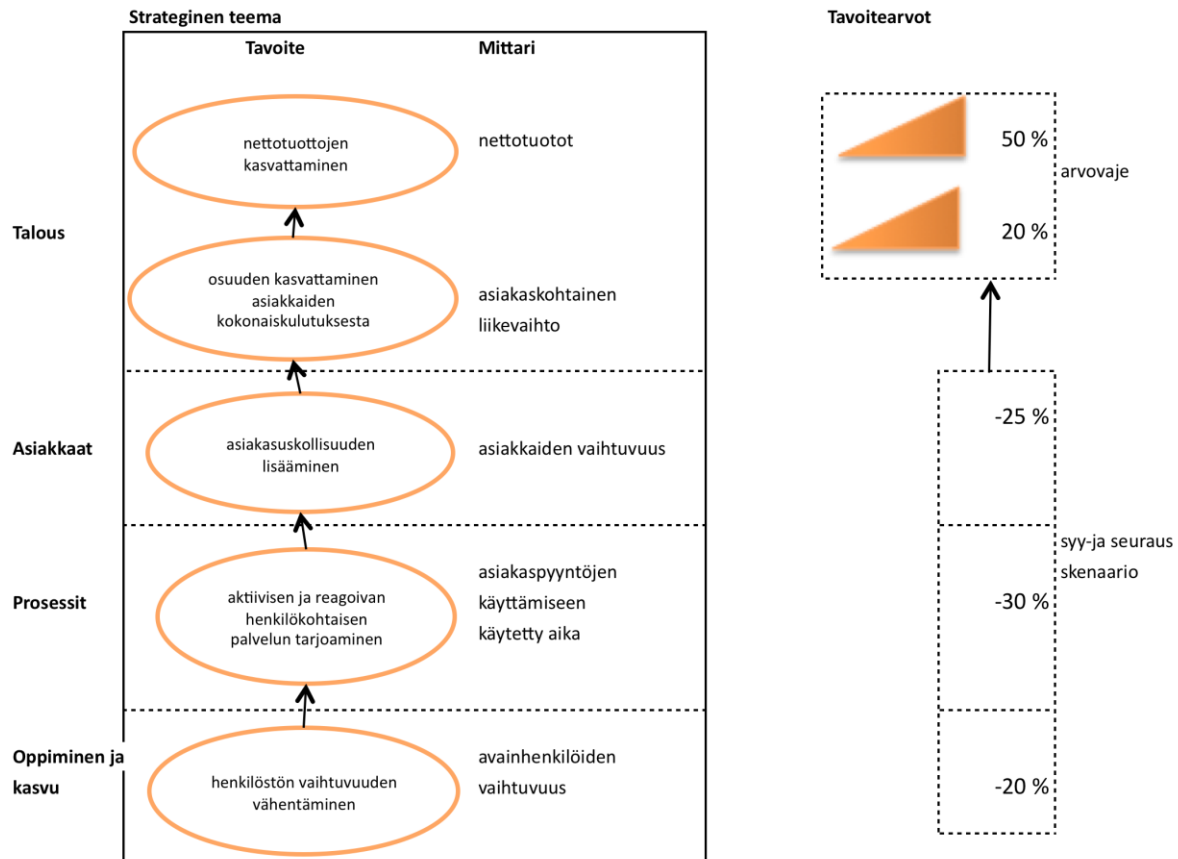 Strateginen teema
Tavoitearvot
Tavoite
Mittari
Talous
nettotuottojen
kasvattaminen
nettotuotot
50 %
arvovaje
20 %
osuuden kasvattaminen
asiakkaiden
kokonaiskulutuksesta
asiakaskohtainen
liikevaihto
Asiakkaat
asiakasuskollisuuden
lisääminen
asiakkaiden vaihtuvuus
-25 %
Prosessit
aktiivisen ja reagoivan
henkilökohtaisen
palvelun tarjoaminen
asiakaspyyntöjen
käyttämiseen
käytetty aika
-30 %
syy-ja seuraus
skenaario
Oppiminen ja
kasvu
henkilöstön vaihtuvuuden
vähentäminen
avainhenkilöiden
vaihtuvuus
-20 %